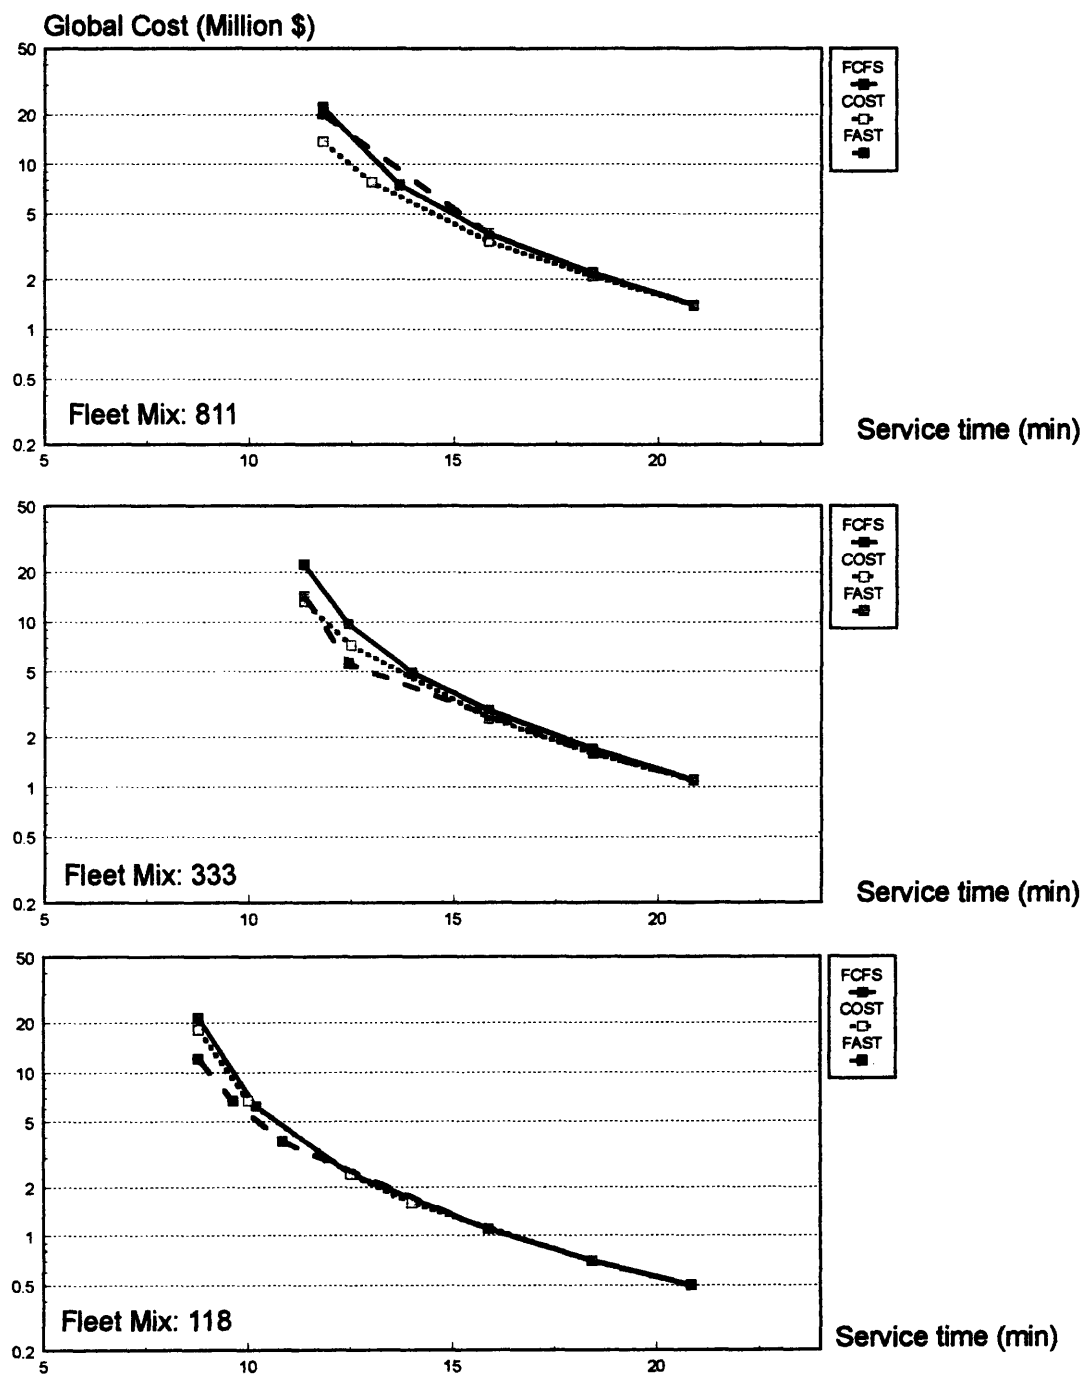 Global Cost (Million $)
50
20
10
5
2
1
0.5
0.2
5 10 15 20
Fleet Mix: 811
Service time (min)
FCFS
COST
FAST
50
20
10
5
2
1
0.5
0.2
5 10 15 20
Fleet Mix: 333
Service time (min)
FCFS
COST
FAST
50
20
10
5
2
1
0.5
0.2
5 10 15 20
Fleet Mix: 118
Service time (min)
FCFS
COST
FAST